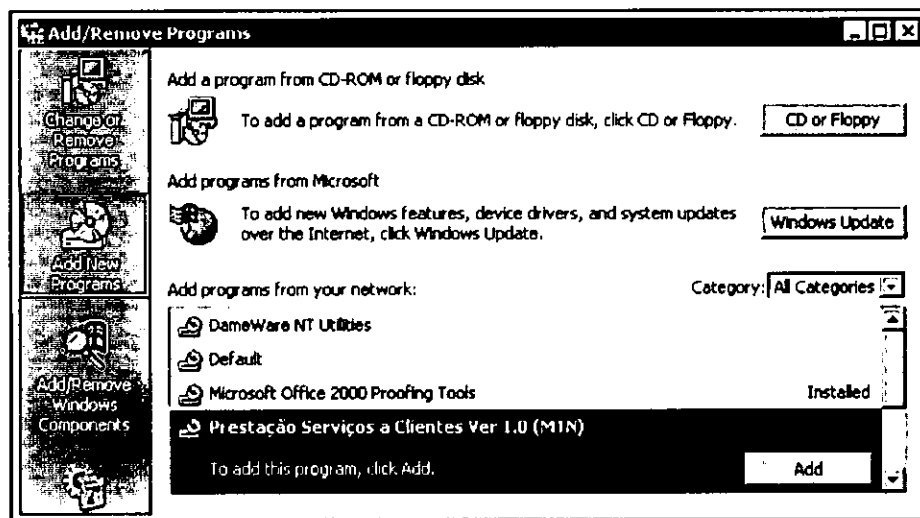 Add/Remove Programs
Change or
Remove
Programs
Add New
Programs
Add/Remove
Windows
Components
Add a program from CD-ROM or floppy disk
To add a program from a CD-ROM or floppy disk, click CD or Floppy.
CD or Floppy
Add programs from Microsoft
To add new Windows features, device drivers, and system updates
over the Internet, click Windows Update.
Windows Update
Add programs from your network:
Category: All Categories
DameWare NT Utilities
Default
Microsoft Office 2000 Proofing Tools Installed
Prestação Serviços a Clientes Ver 1.0 (M1N)
To add this program, click Add.
Add